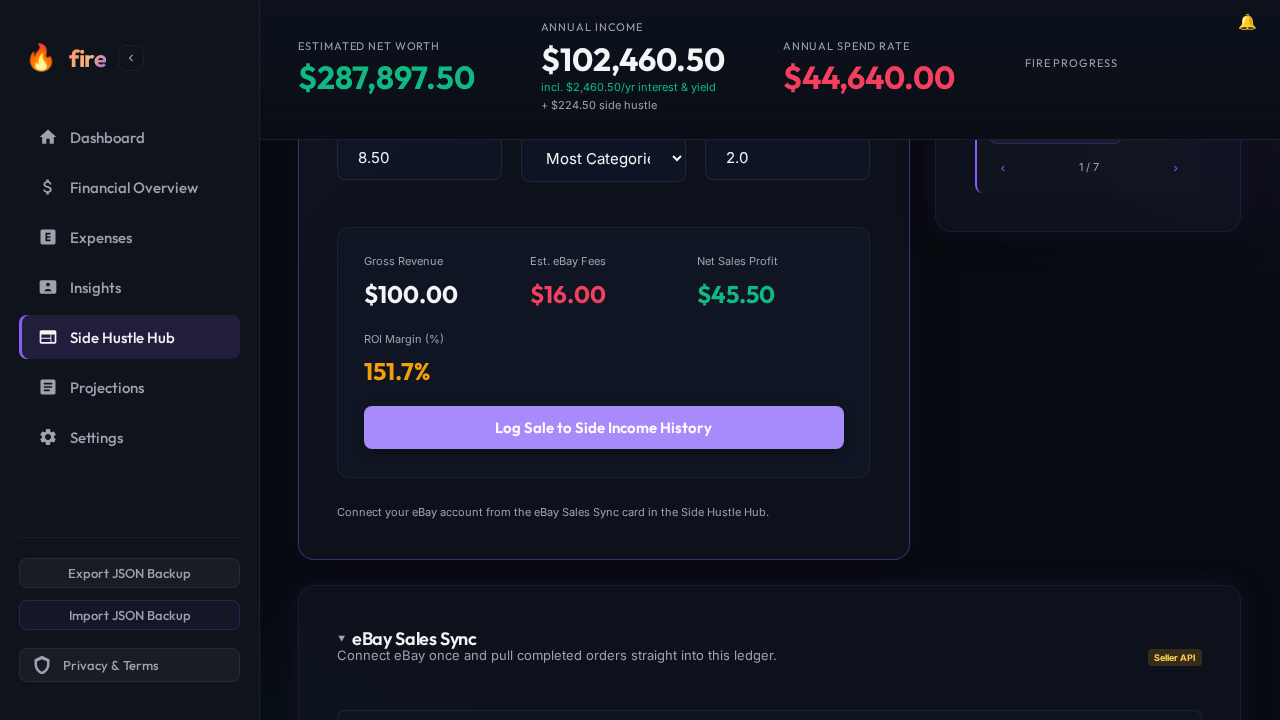 fire
Dashboard
Financial Overview
Expenses
Insights
Side Hustle Hub
Projections
Settings
Export JSON Backup
Import JSON Backup
Privacy & Terms
ESTIMATED NET WORTH
$287,897.50
ANNUAL INCOME
$102,460.50
incl. $2,460.50/yr interest & yield
+ $224.50 side hustle
ANNUAL SPEND RATE
$44,640.00
FIRE PROGRESS
8.50
Most Categorie
2.0
1 / 7
Gross Revenue
$100.00
Est. eBay Fees
$16.00
Net Sales Profit
$45.50
ROI Margin (%)
151.7%
Log Sale to Side Income History
Connect your eBay account from the eBay Sales Sync card in the Side Hustle Hub.
eBay Sales Sync
Connect eBay once and pull completed orders straight into this ledger.
Seller API